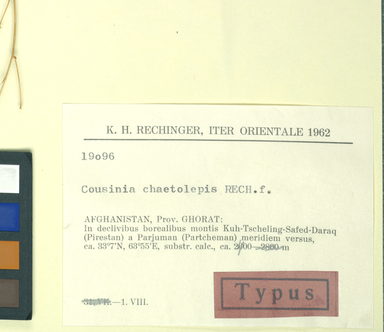 K. H. RECHINGER, ITER ORIENTALE 1962
19096
Cousinia chaetolepis RECH.f.
AFGHANISTAN, Prov. GHORAT:
In declivibus borealibus montis Kuh-Tscheling-Safed-Daraq
(Pirestan) a Parjuman (Partcheman) meridiem versus,
ca. 33°7'N, 63°55'E, substr. calc., ca. m
Typus
—1. VIII.